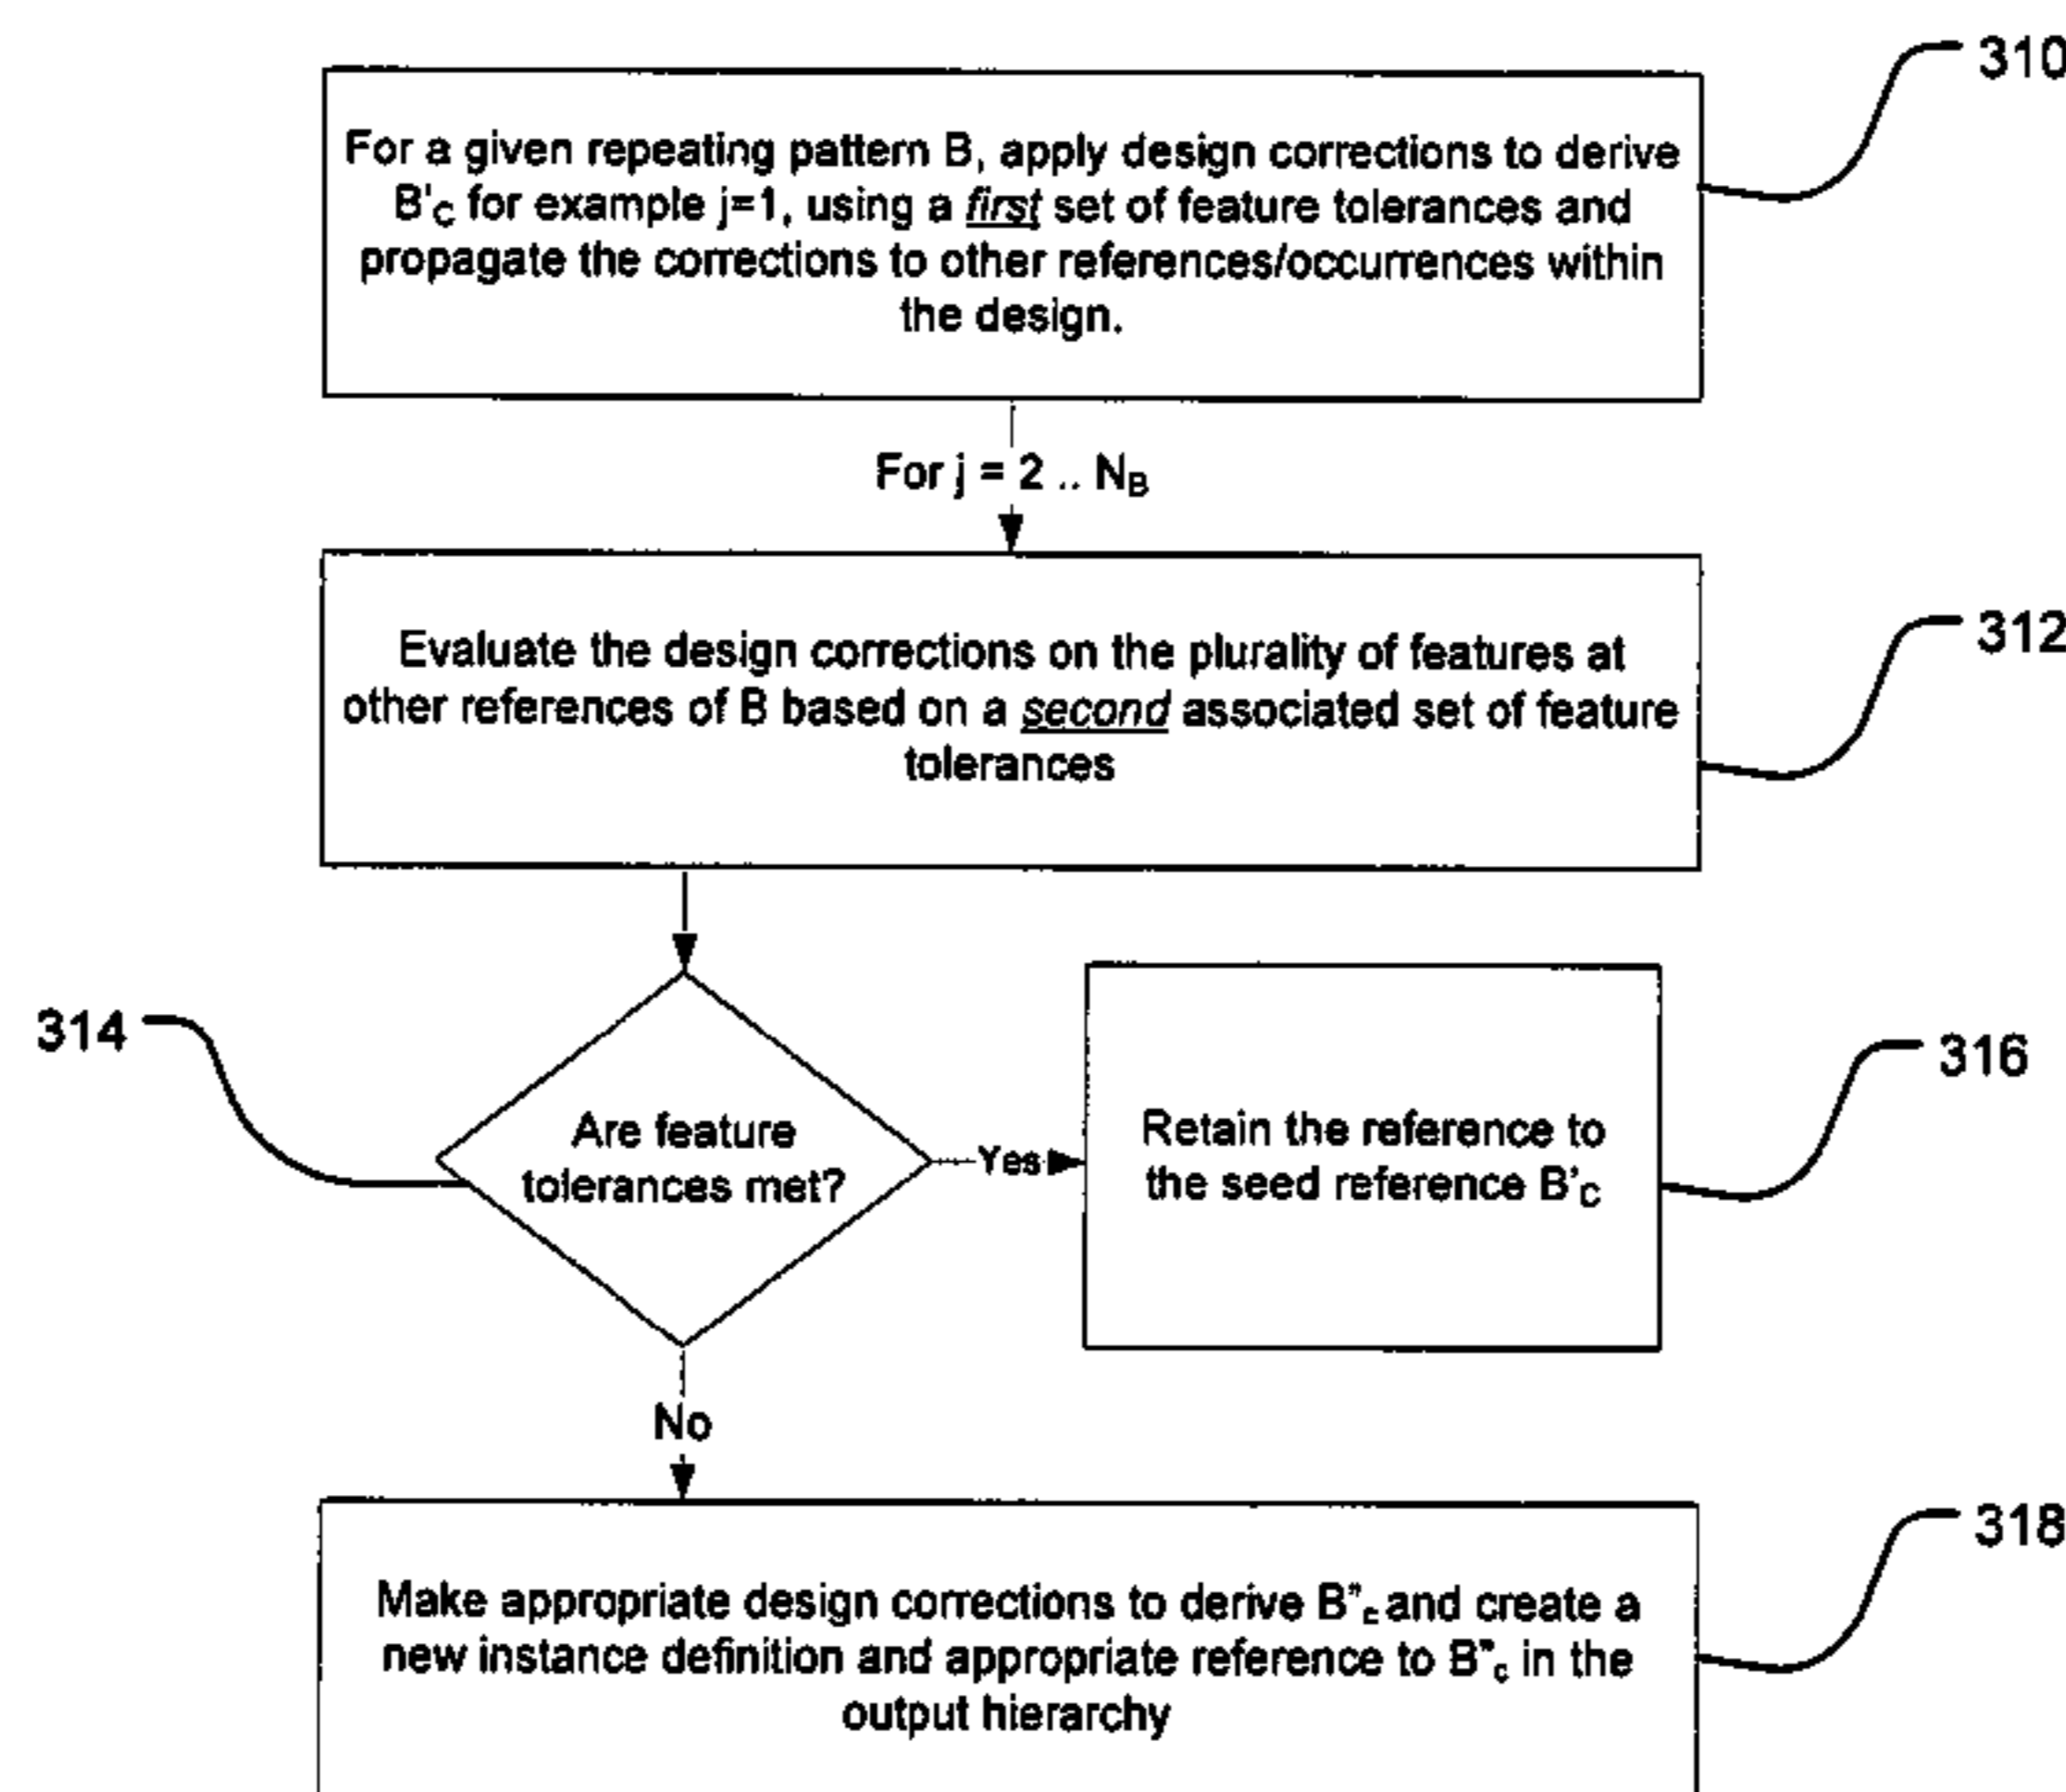 310
For a given repeating pattern B, apply design corrections to derive
B'C for example j=1, using a first set of feature tolerances and
propagate the corrections to other references/occurrences within
the design.
For j = 2 .. NB
312
Evaluate the design corrections on the plurality of features at
other references of B based on a second associated set of feature
tolerances
314
Are feature
tolerances met?
Yes
316
Retain the reference to
the seed reference B'C
No
318
Make appropriate design corrections to derive B"c and create a
new instance definition and appropriate reference to B"c in the
output hierarchy